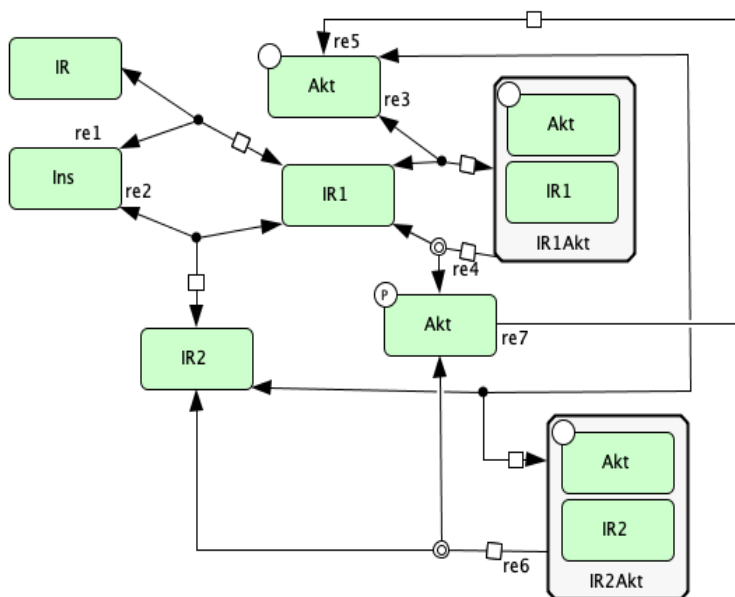 re5
IR
Akt
re3
Akt
re1
Ins
re2
IR1
IR1
IR1Akt
re4
P
Akt
re7
IR2
Akt
IR2
re6
IR2Akt